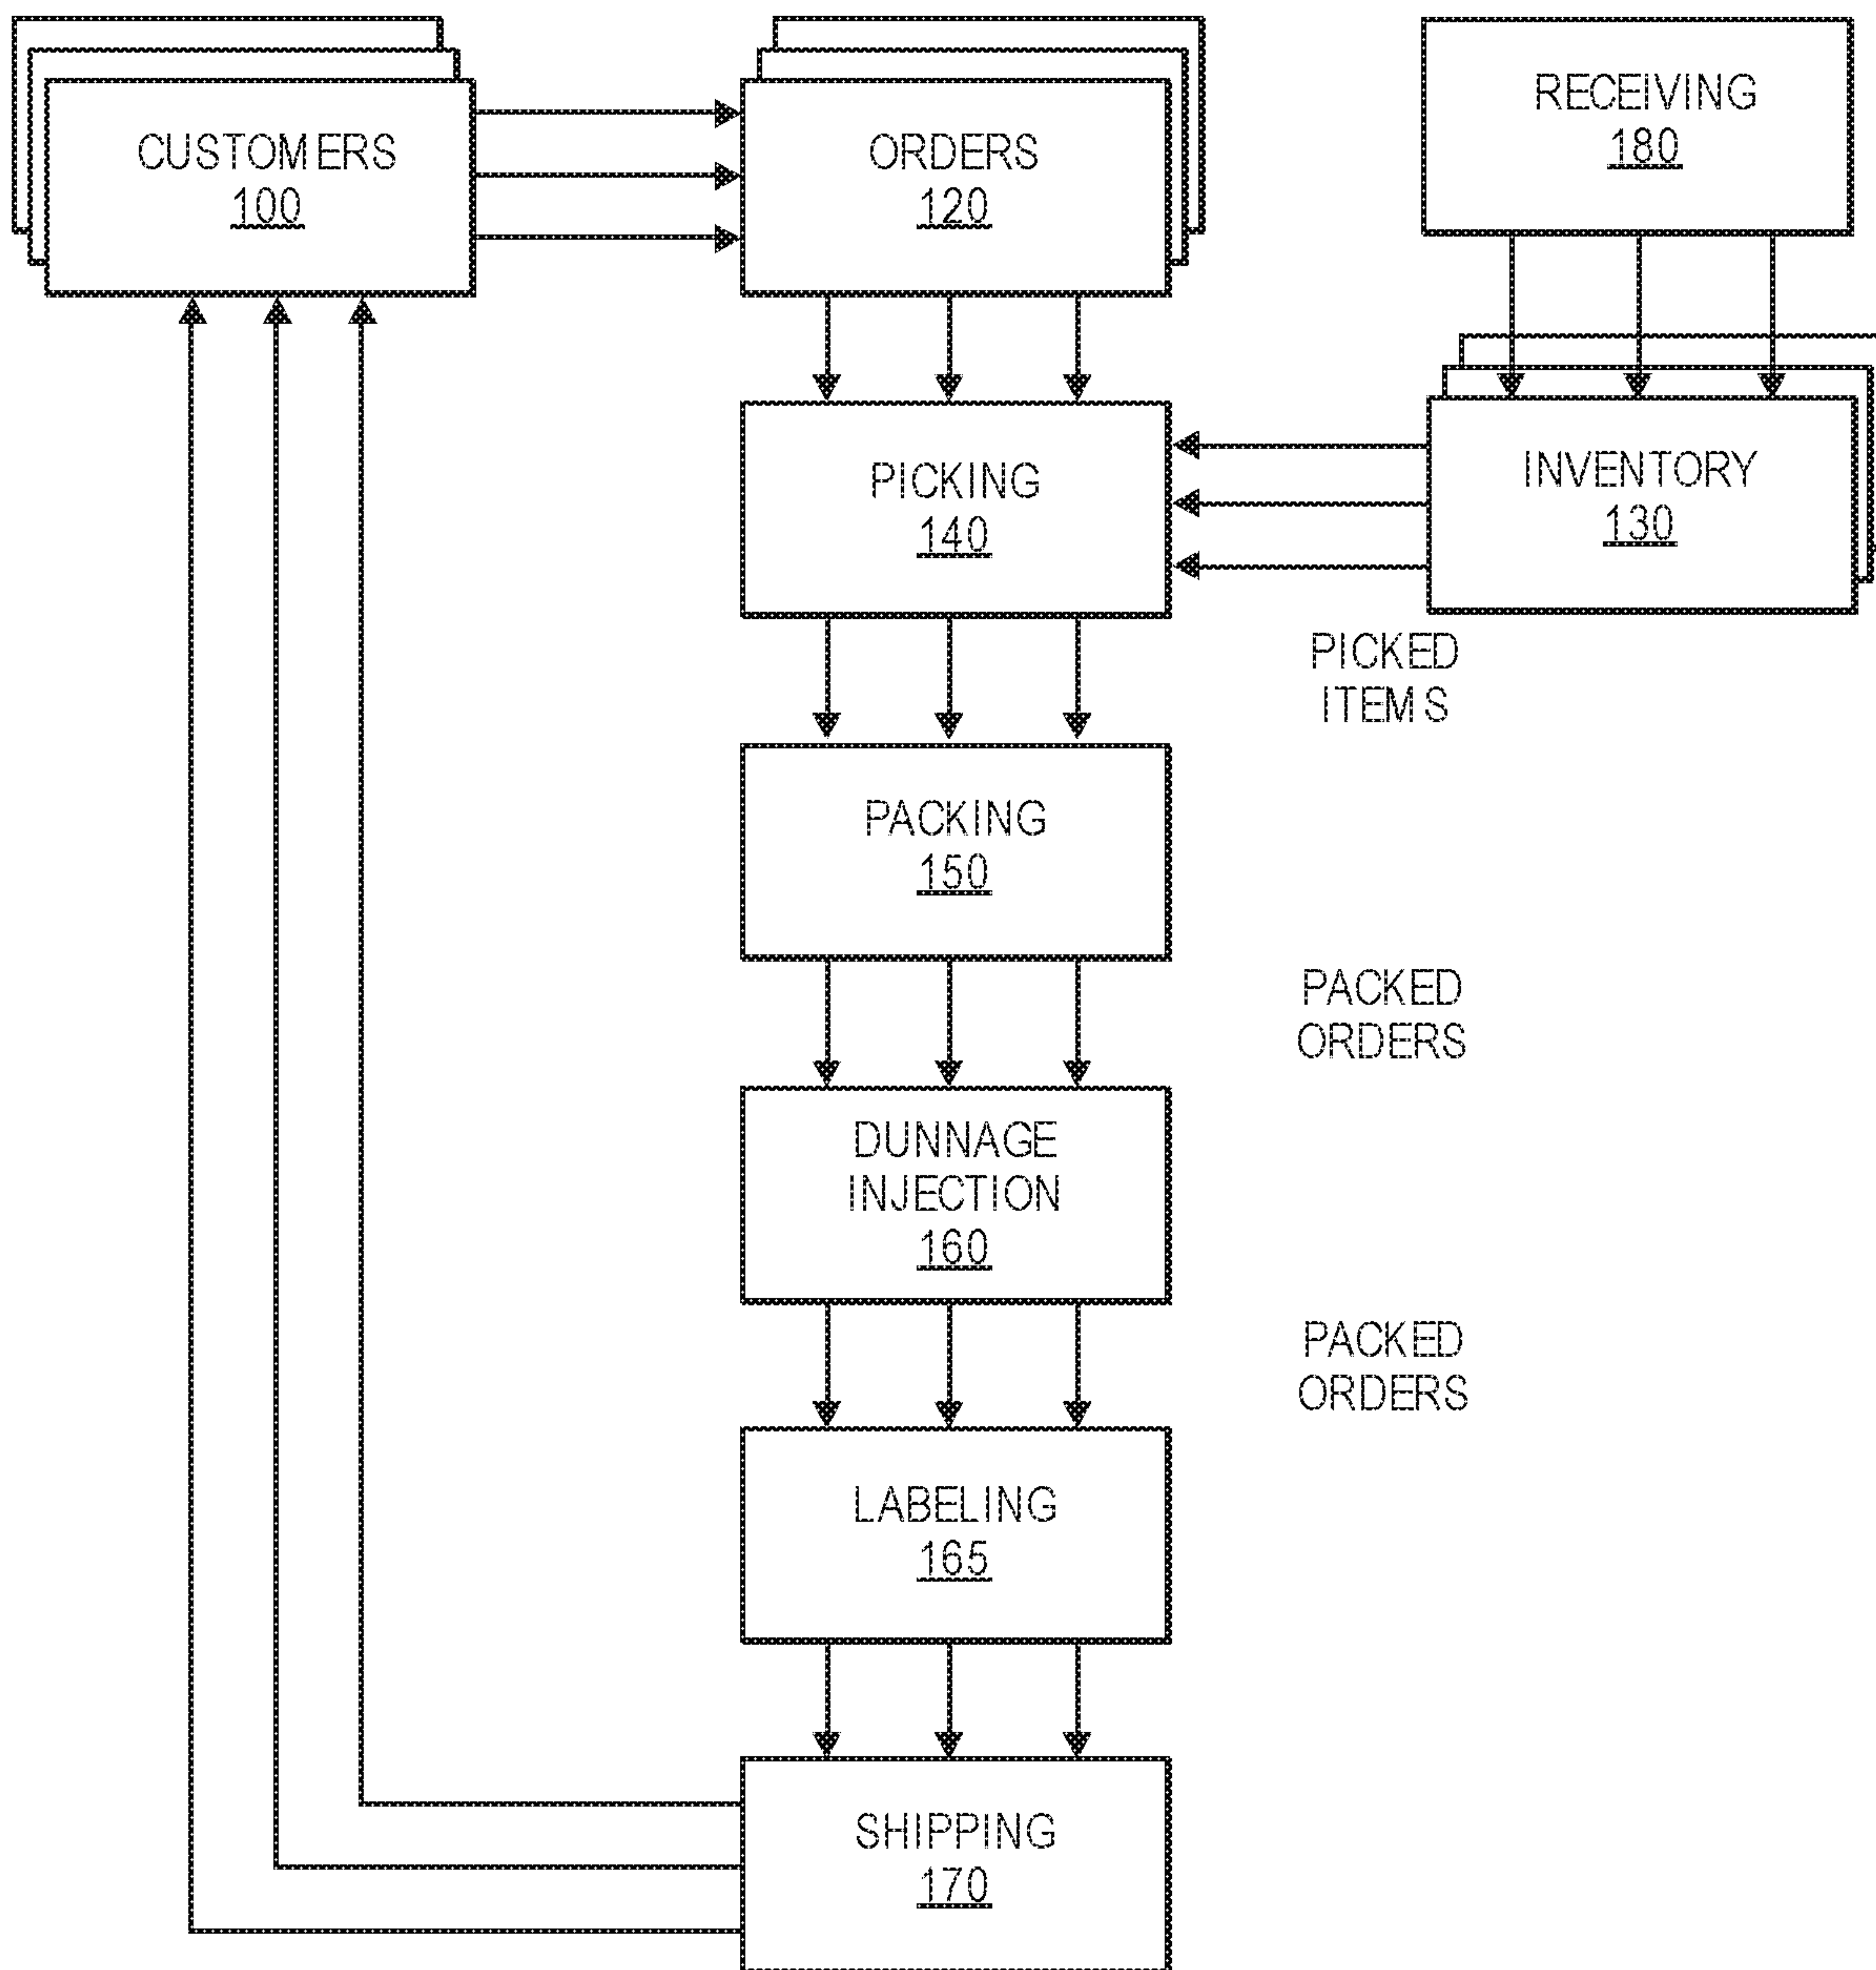 CUSTOMERS
100
ORDERS
120
RECEIVING
180
PICKING
140
INVENTORY
130
PICKED
ITEMS
PACKING
150
PACKED
ORDERS
DUNNAGE
INJECTION
160
PACKED
ORDERS
LABELING
165
SHIPPING
170